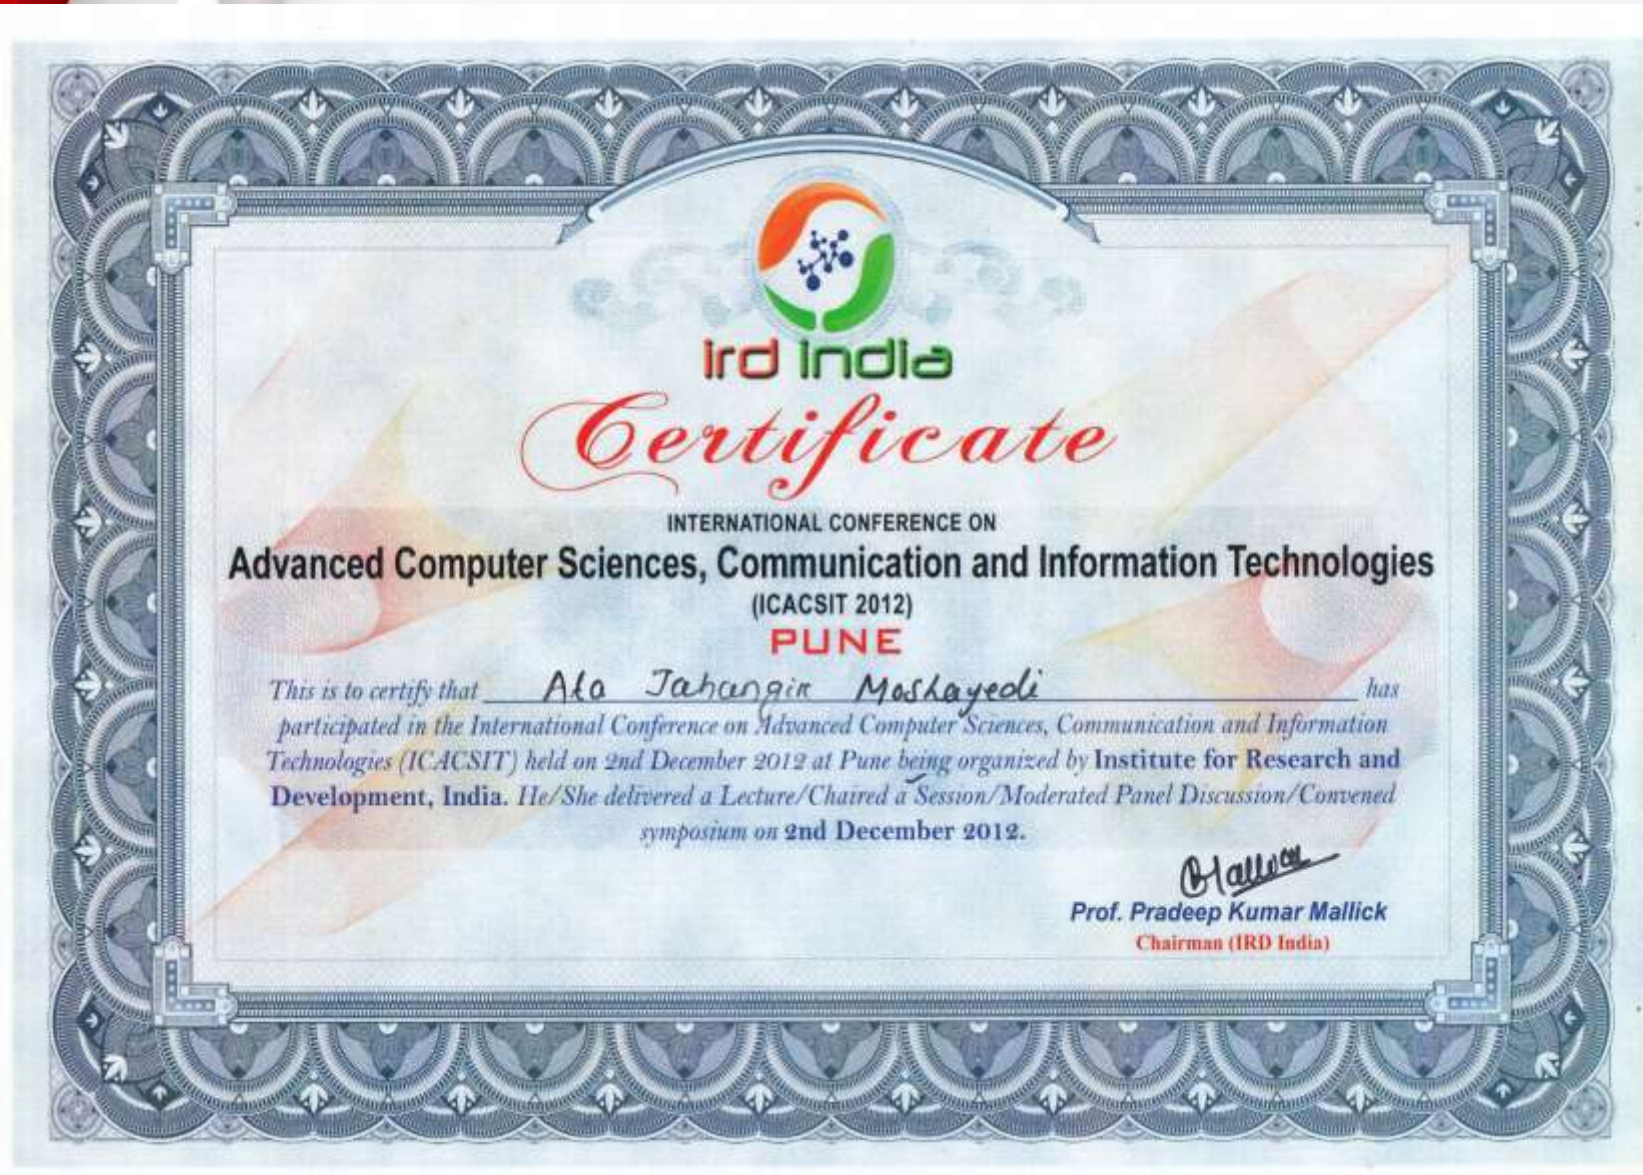 ird india
Certificate
INTERNATIONAL CONFERENCE ON
Advanced Computer Sciences, Communication and Information Technologies
(ICACSIT 2012)
PUNE
This is to certify that Ata Jahangir Moshayedi has
participated in the International Conference on Advanced Computer Sciences, Communication and Information
Technologies (ICACSIT) held on 2nd December 2012 at Pune being organized by Institute for Research and
Development, India. He/She delivered a Lecture/Chaired a Session/Moderated Panel Discussion/Convened
symposium on 2nd December 2012.
Prof. Pradeep Kumar Mallick
Chairman (IRD India)